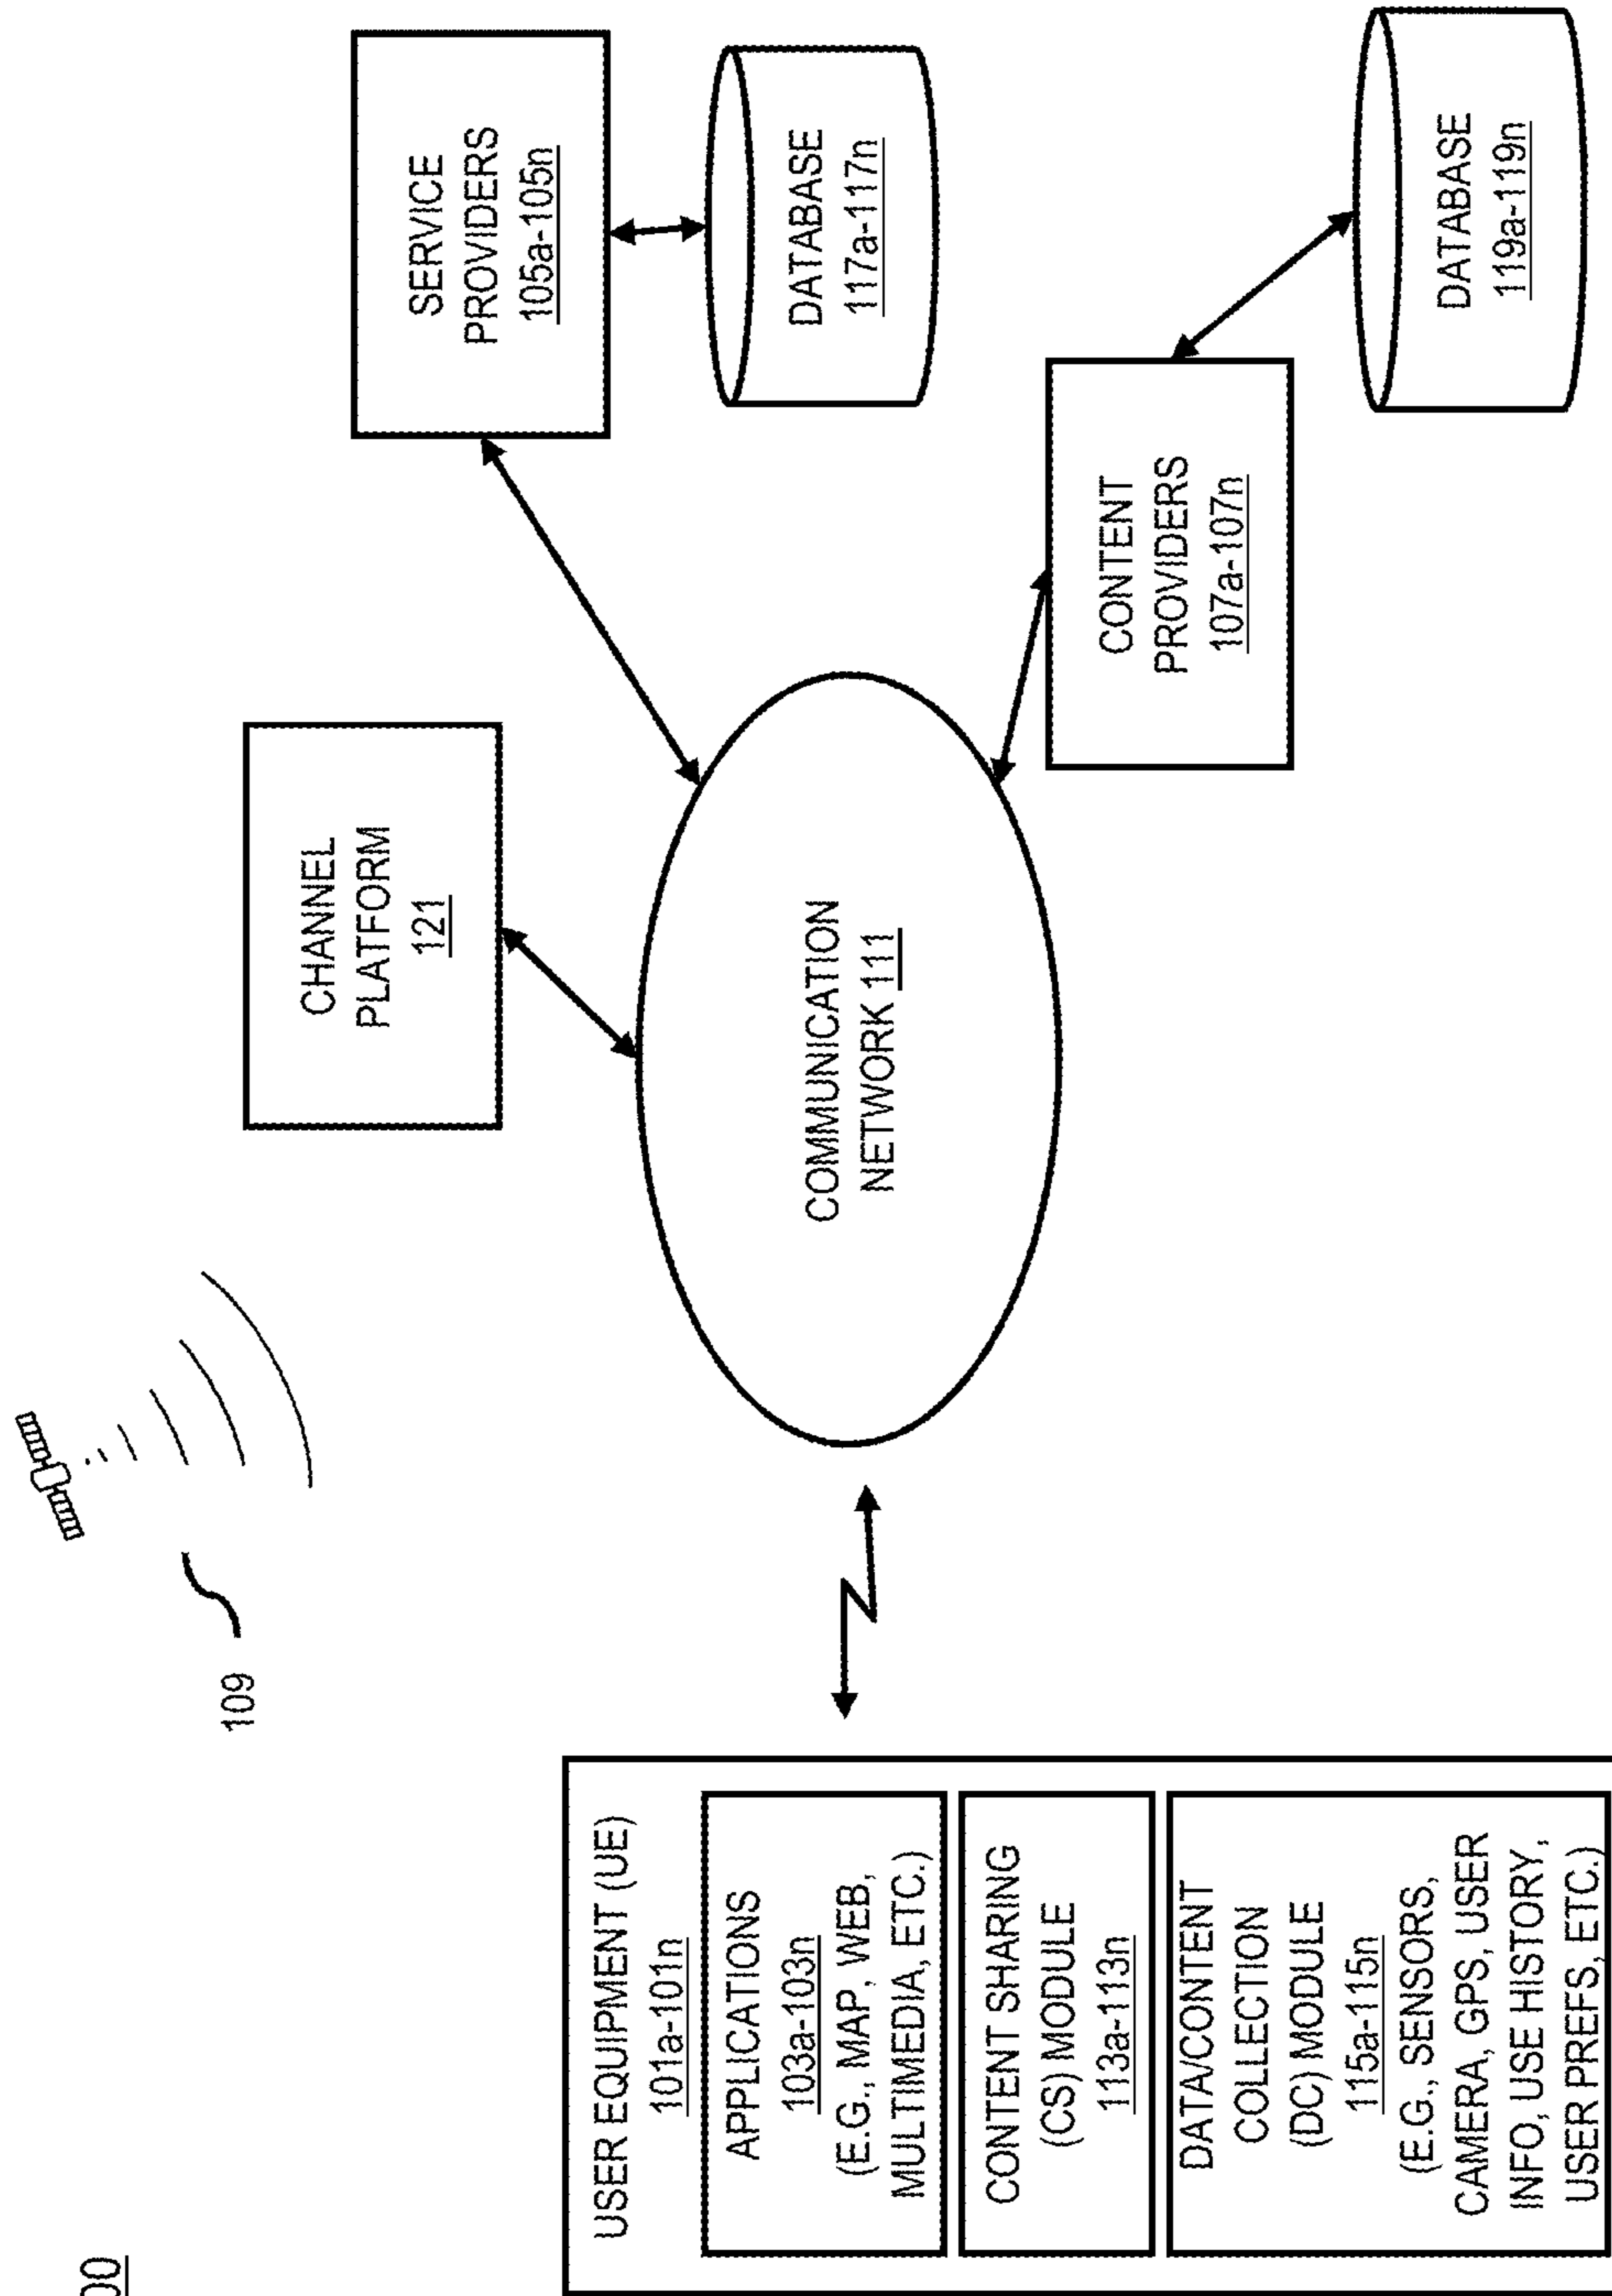 00
109
USER EQUIPMENT (UE)
101a-101n
APPLICATIONS
103a-103n
(E.G., MAP, WEB,
MULTIMEDIA, ETC.)
CONTENT SHARING
(CS) MODULE
113a-113n
DATA/CONTENT
COLLECTION
(DC) MODULE
115a-115n
(E.G., SENSORS,
CAMERA, GPS, USER
INFO, USE HISTORY,
USER PREFS, ETC.)
CHANNEL
PLATFORM
121
COMMUNICATION
NETWORK 111
SERVICE
PROVIDERS
105a-105n
DATABASE
117a-117n
CONTENT
PROVIDERS
107a-107n
DATABASE
119a-119n